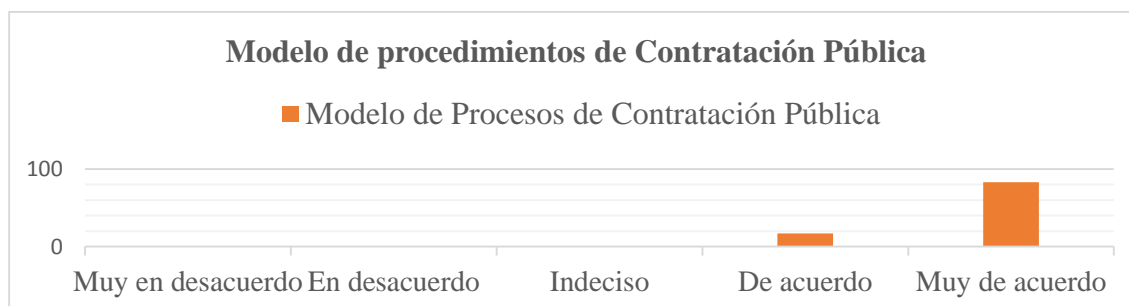 Modelo de procedimientos de Contratación Pública
Modelo de Procesos de Contratación Pública
100
0
Muy en desacuerdo En desacuerdo Indeciso De acuerdo Muy de acuerdo